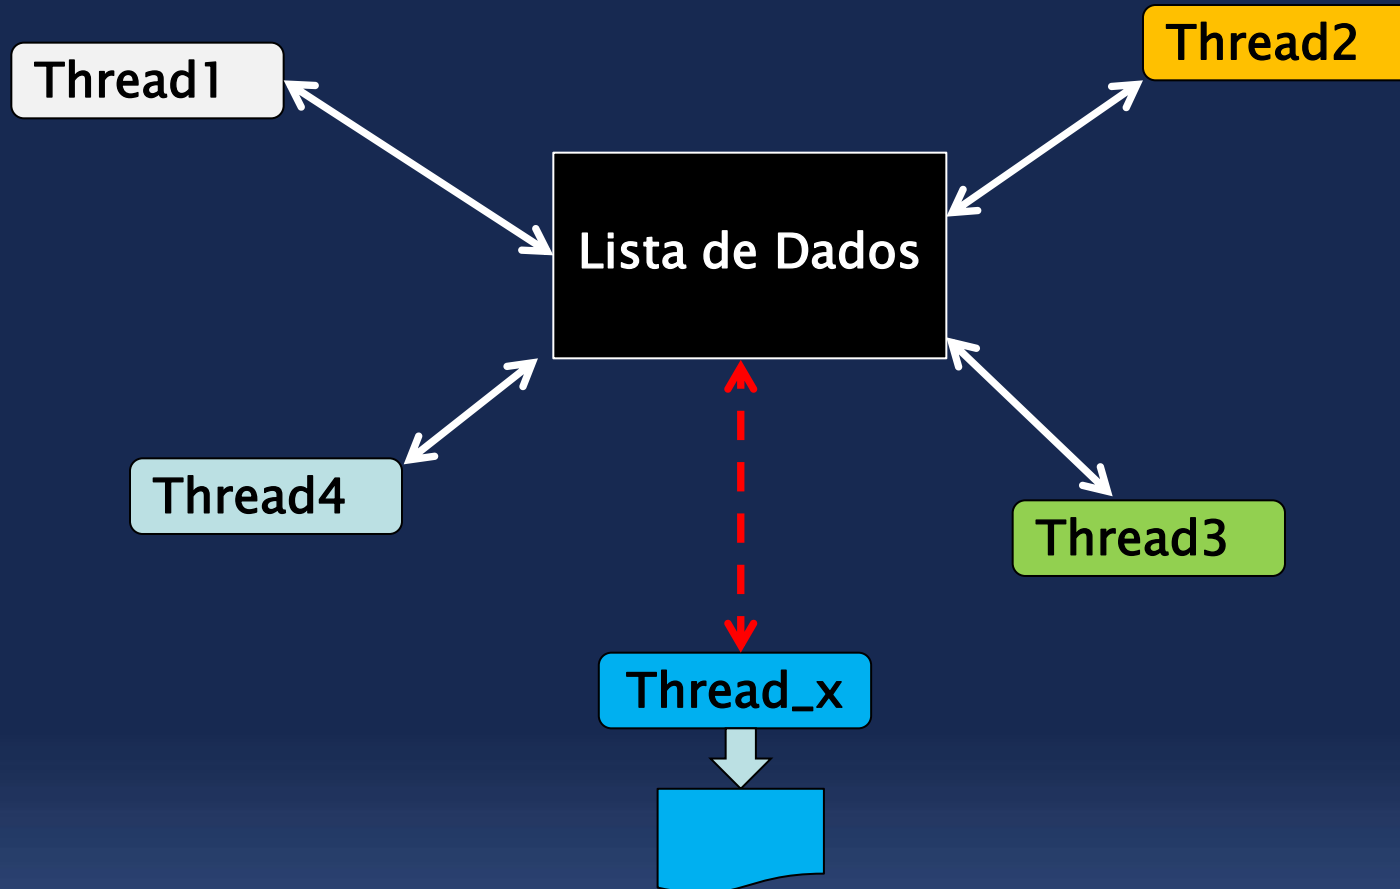 Thread1
Thread2
Lista de Dados
Thread4
Thread3
Thread_x